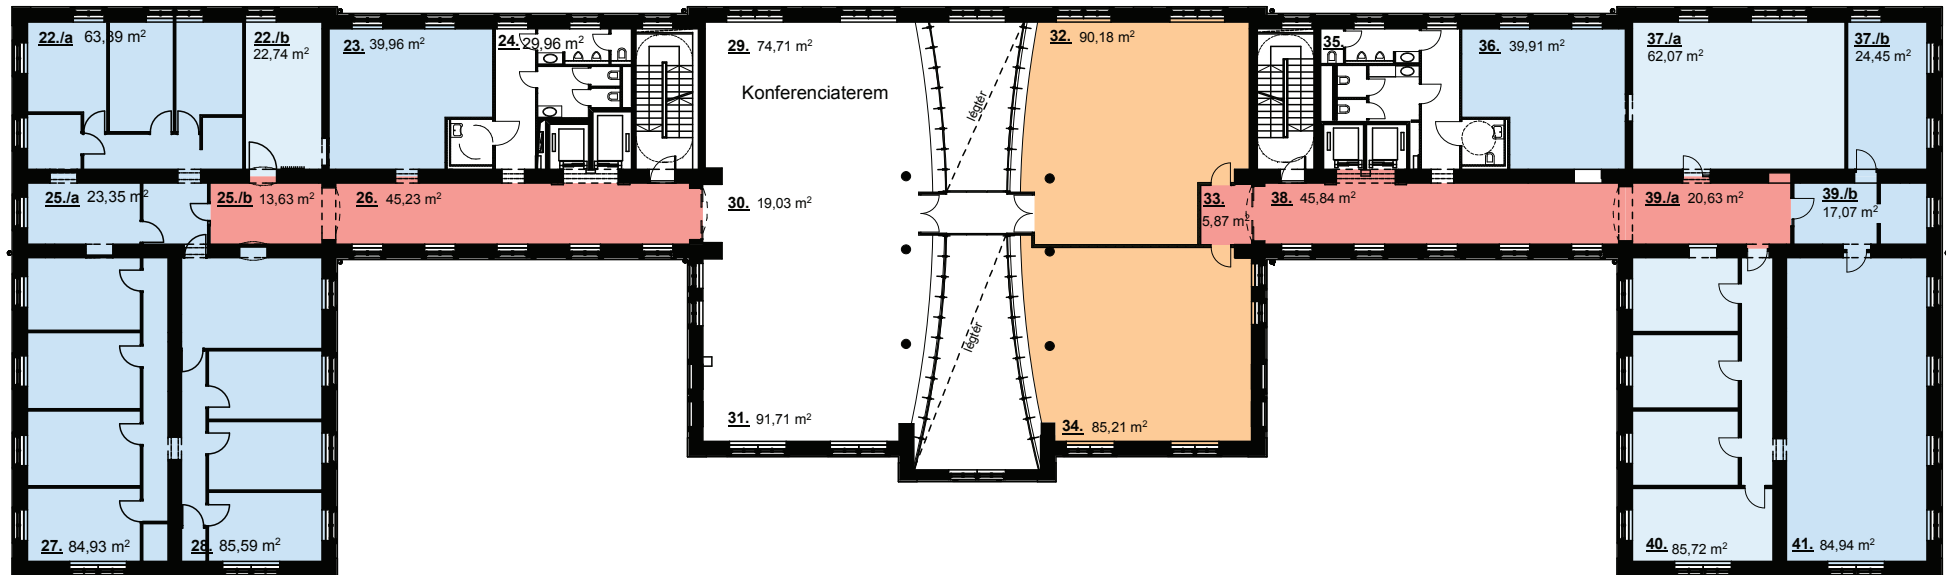 22./a 63,39 m²
22./b
22,74 m²
23. 39,96 m²
24. 29,96 m²
29. 74,71 m²
Konferenciaterem
légtér
32. 90,18 m²
35.
36. 39,91 m²
37./a
62,07 m²
37./b
24,45 m²
25./a 23,35 m²
25./b 13,63 m²
26. 45,23 m²
30. 19,03 m²
33.
5,87 m²
38. 45,84 m²
39./a 20,63 m²
39./b
17,07 m²
légtér
31. 91,71 m²
34. 85,21 m²
27. 84,93 m²
28. 85,59 m²
40. 85,72 m²
41. 84,94 m²